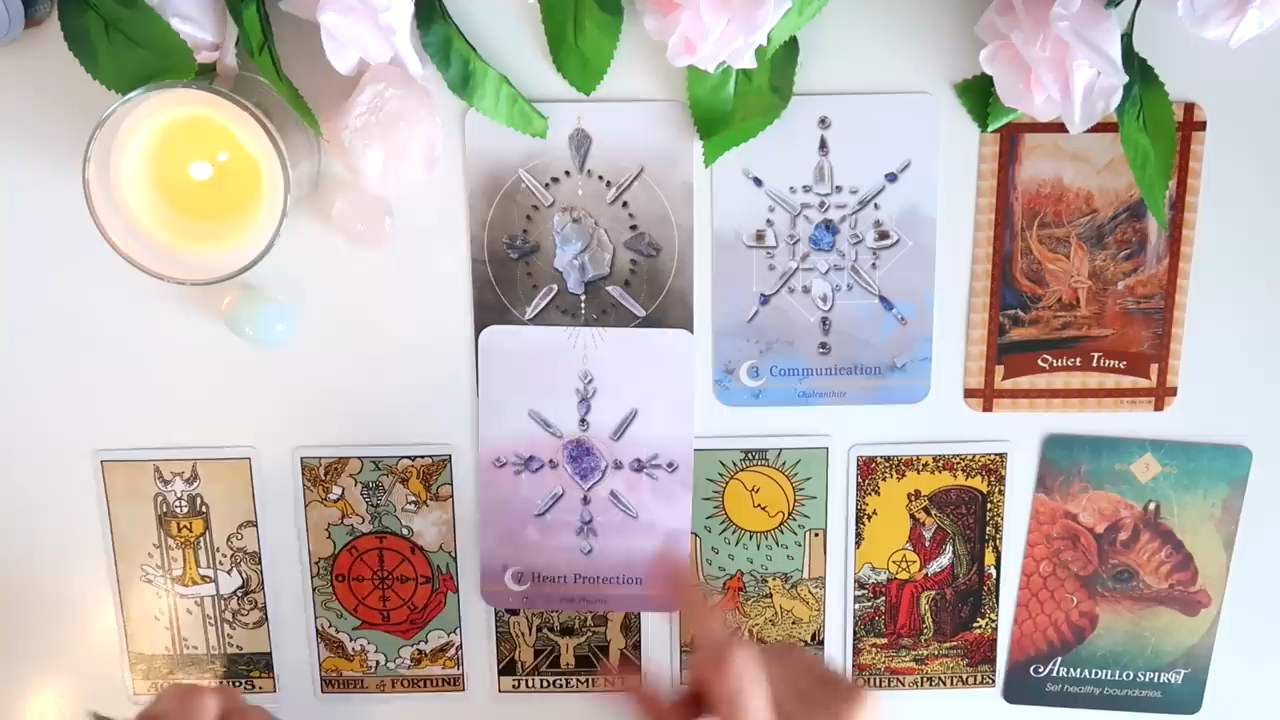 3 Communication
Chalcanthite
Quiet Time
7 Heart Protection
X
WHEEL of FORTUNE
JUDGEMENT
XVIII
QUEEN of PENTACLES
3
ARMADILLO SPIRIT
Set healthy boundaries.